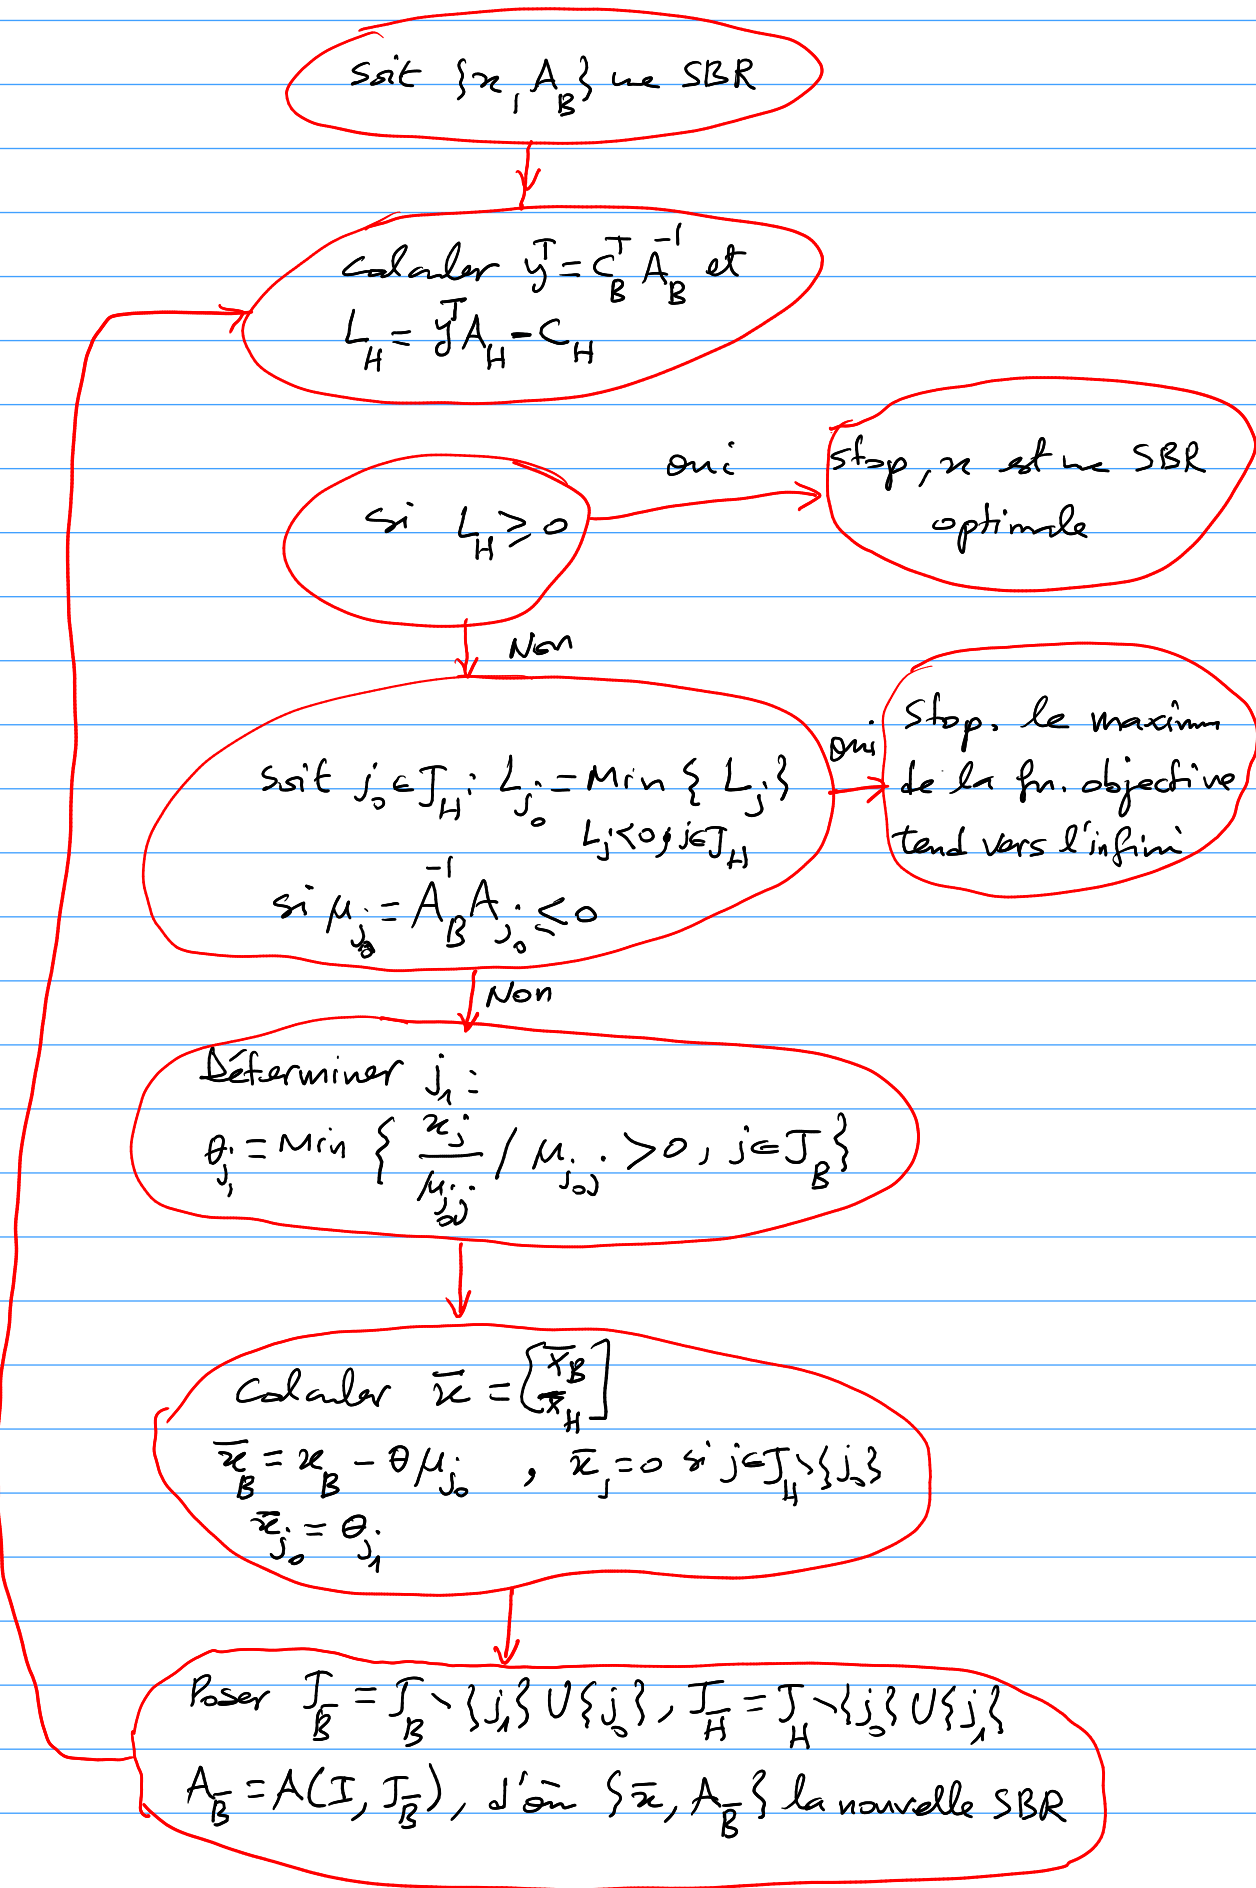 Soit {x, A_B} une SBR
Calculer y^T = C_B^T A_B^{-1} et
L_H = y^T A_H - C_H
si L_H ⩾ 0
oui
Stop, x est une SBR
optimale
Non
Soit j_0 ∈ J_H : L_{j_0} = Min { L_j }
L_j < 0, j ∈ J_H
si μ_{j_0} = A_B^{-1} A_{j_0} ⩽ 0
oui
Stop. le maximum
de la fn. objective
tend vers l'infini
Non
Déterminer j_1 :
θ_{j_1} = Min { x_j / μ_{j_0 j} / μ_{j_0 j} > 0, j ∈ J_B }
Calculer x̄ = [x̄_B
x̄_H]
x̄_B = x_B - θ μ_{j_0} , x̄_j = 0 si j ∈ J_H \ {j_0}
x̄_{j_0} = θ_{j_1}
Poser J_B̄ = J_B \ {j_1} U {j_0}, J_H̄ = J_H \ {j_0} U {j_1}
A_B̄ = A(I, J_B̄), d'où {x̄, A_B̄} la nouvelle SBR